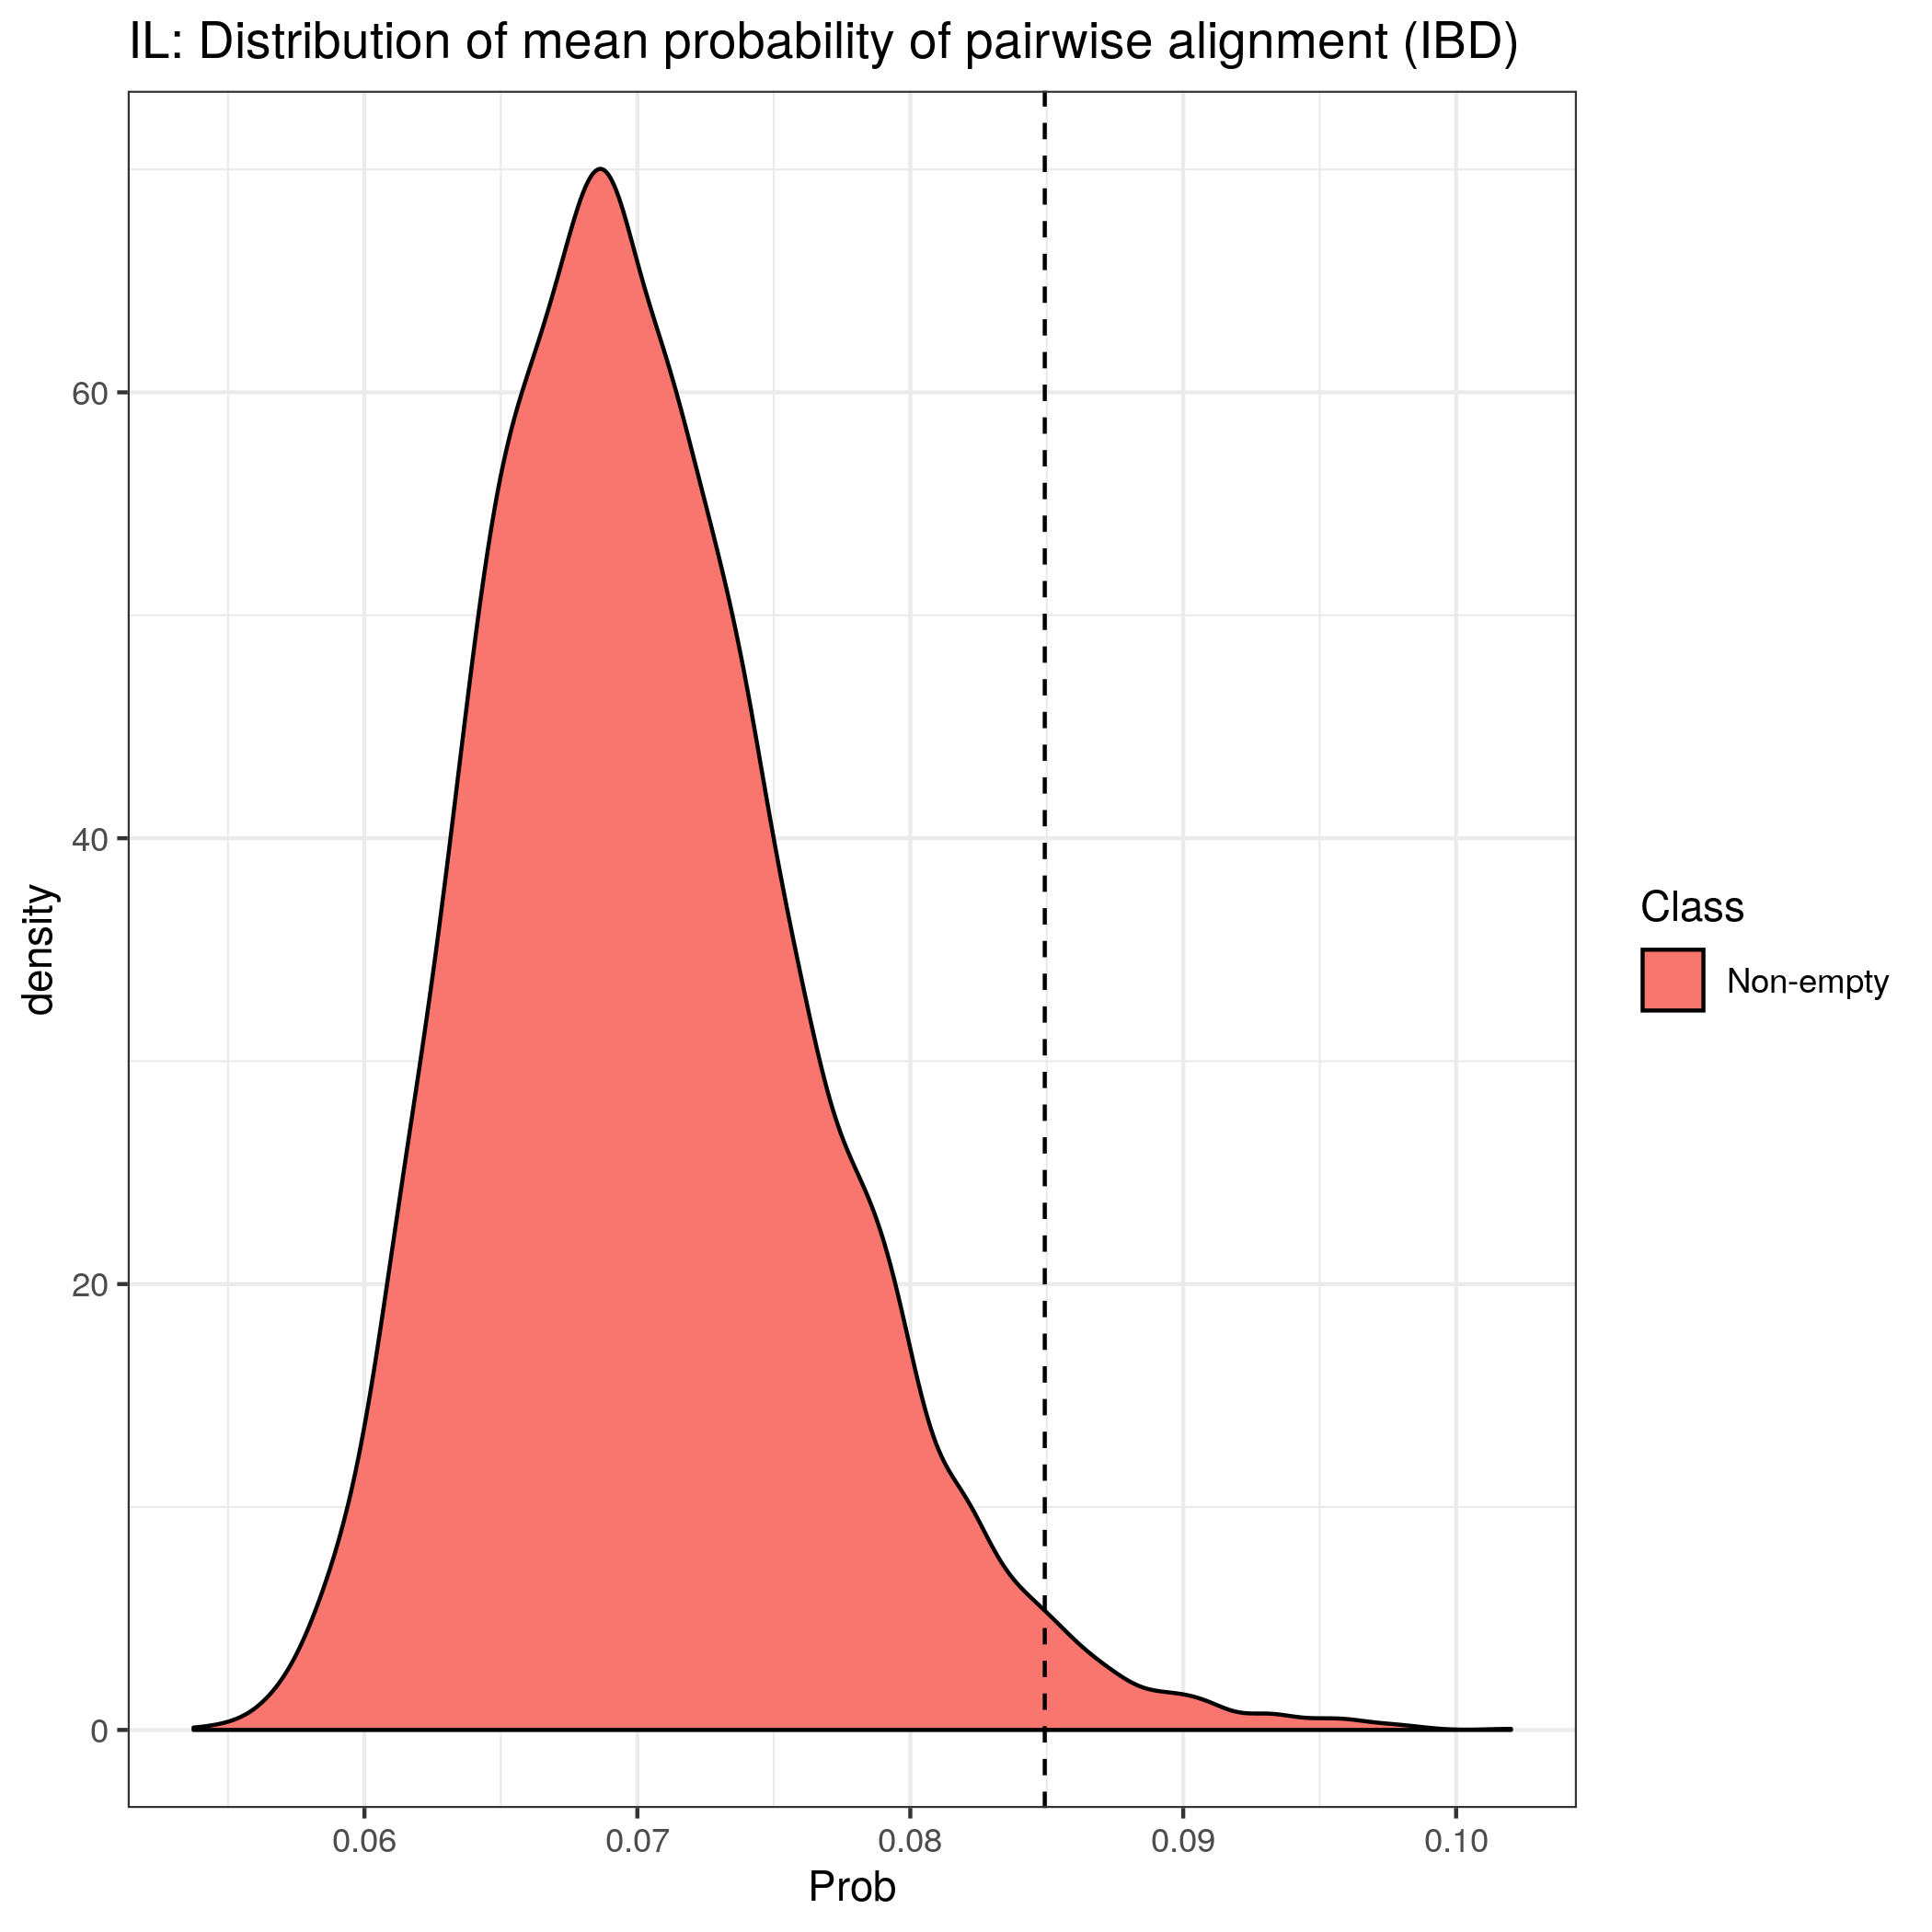 IL: Distribution of mean probability of pairwise alignment (IBD)
density
60
40
20
0
0.06 0.07 0.08 0.09 0.10
Prob
Class
Non-empty